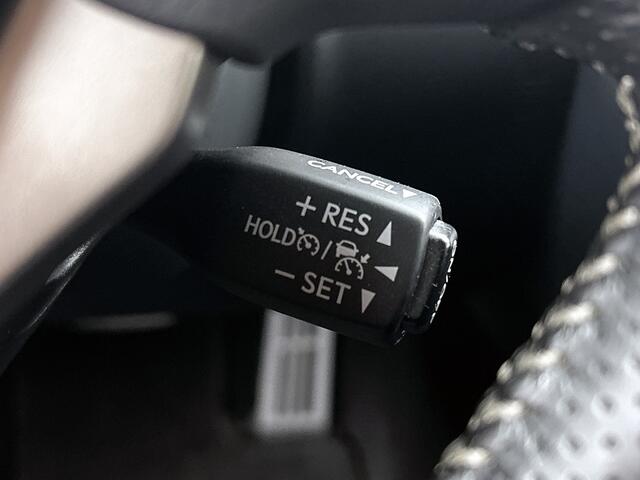 CANCEL▼
+ RES ▲
HOLD / ◀
− SET ▼